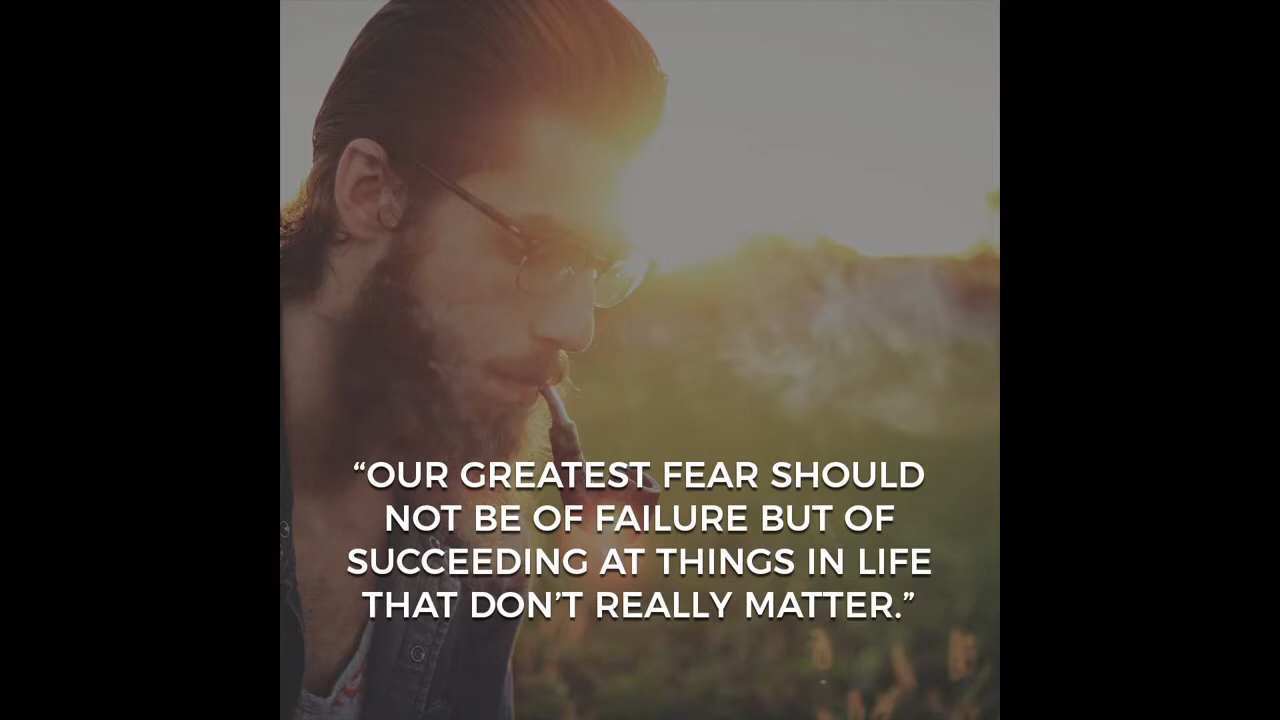 “OUR GREATEST FEAR SHOULD
NOT BE OF FAILURE BUT OF
SUCCEEDING AT THINGS IN LIFE
THAT DON’T REALLY MATTER.”